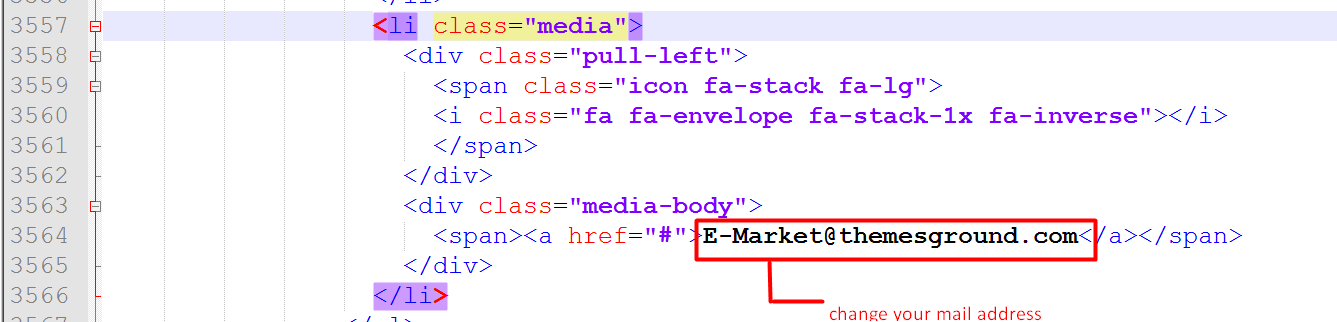 3557 <li class="media">
3558 <div class="pull-left">
3559 <span class="icon fa-stack fa-lg">
3560 <i class="fa fa-envelope fa-stack-1x fa-inverse"></i>
3561 </span>
3562 </div>
3563 <div class="media-body">
3564 <span><a href="#">E-Market@themesground.com</a></span>
3565 </div>
3566 </li>
change your mail address